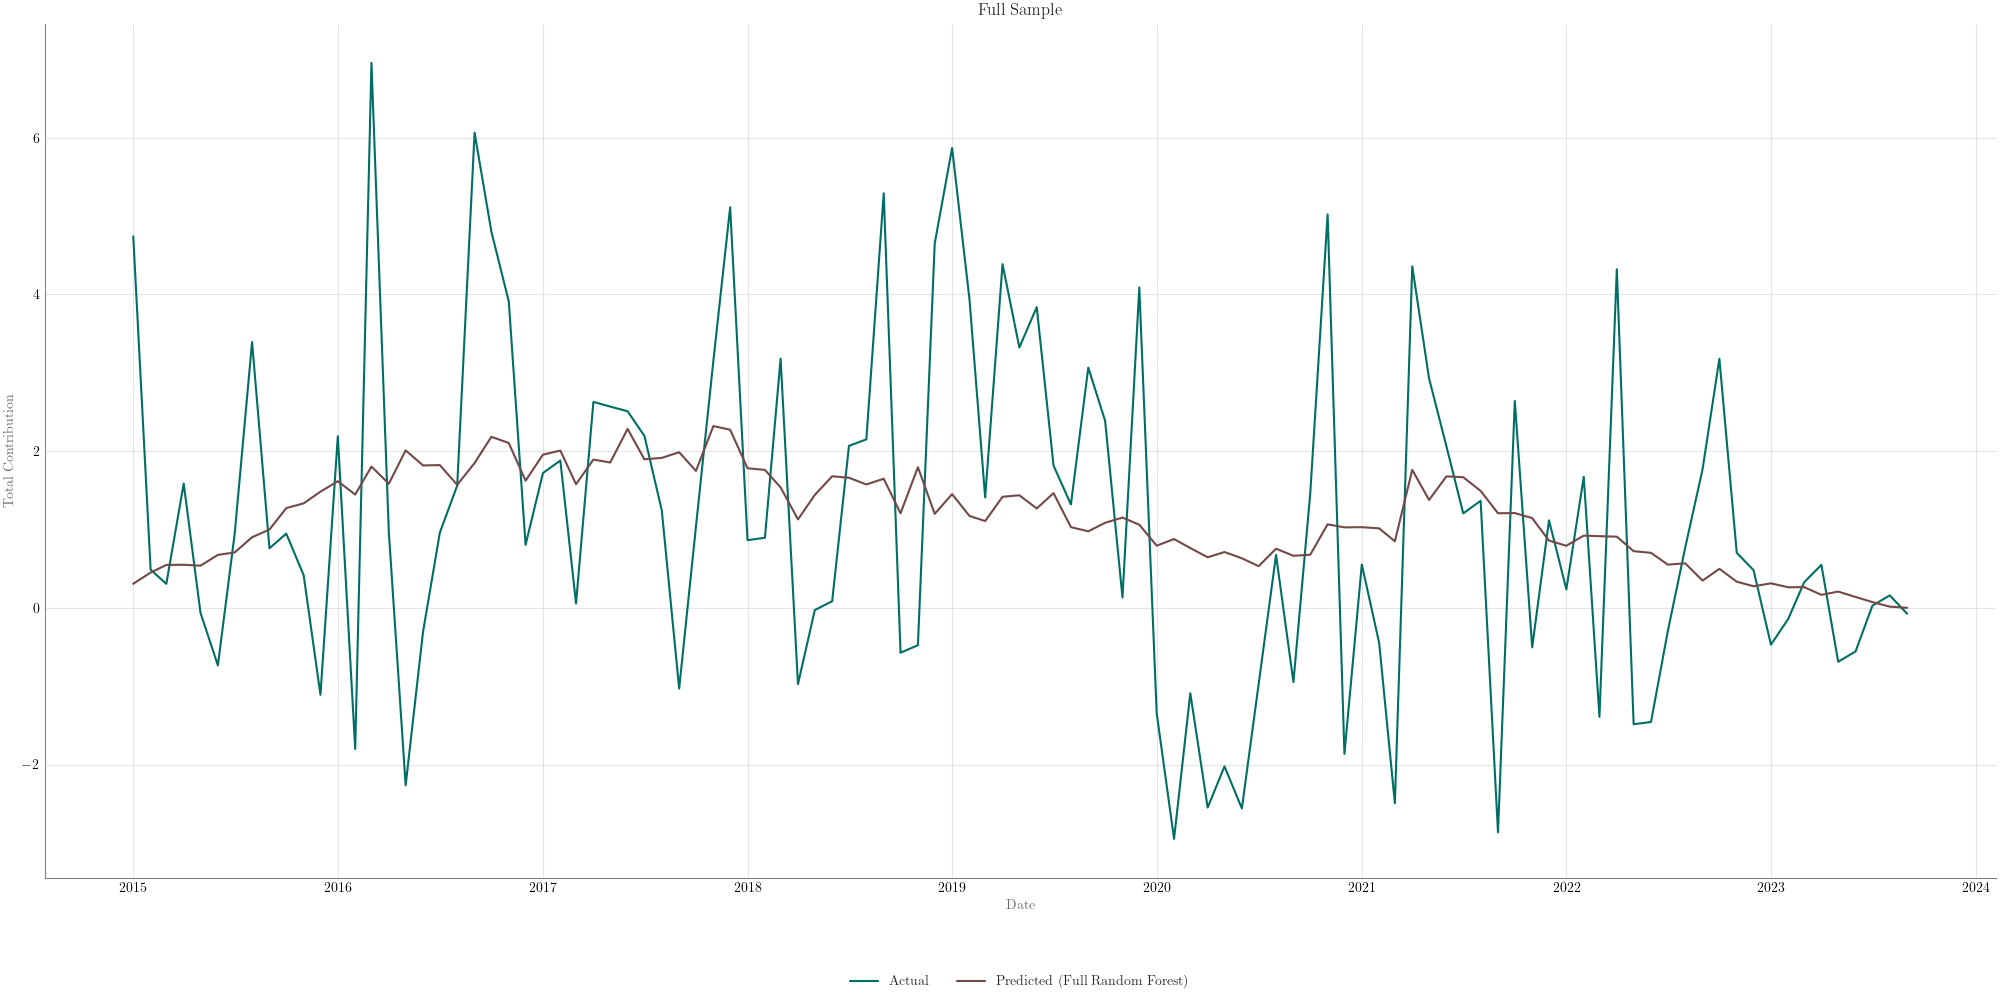 Full Sample
Total Contribution
6
4
2
0
−2
2015 2016 2017 2018 2019 2020 2021 2022 2023 2024
Date
Actual Predicted (Full Random Forest)